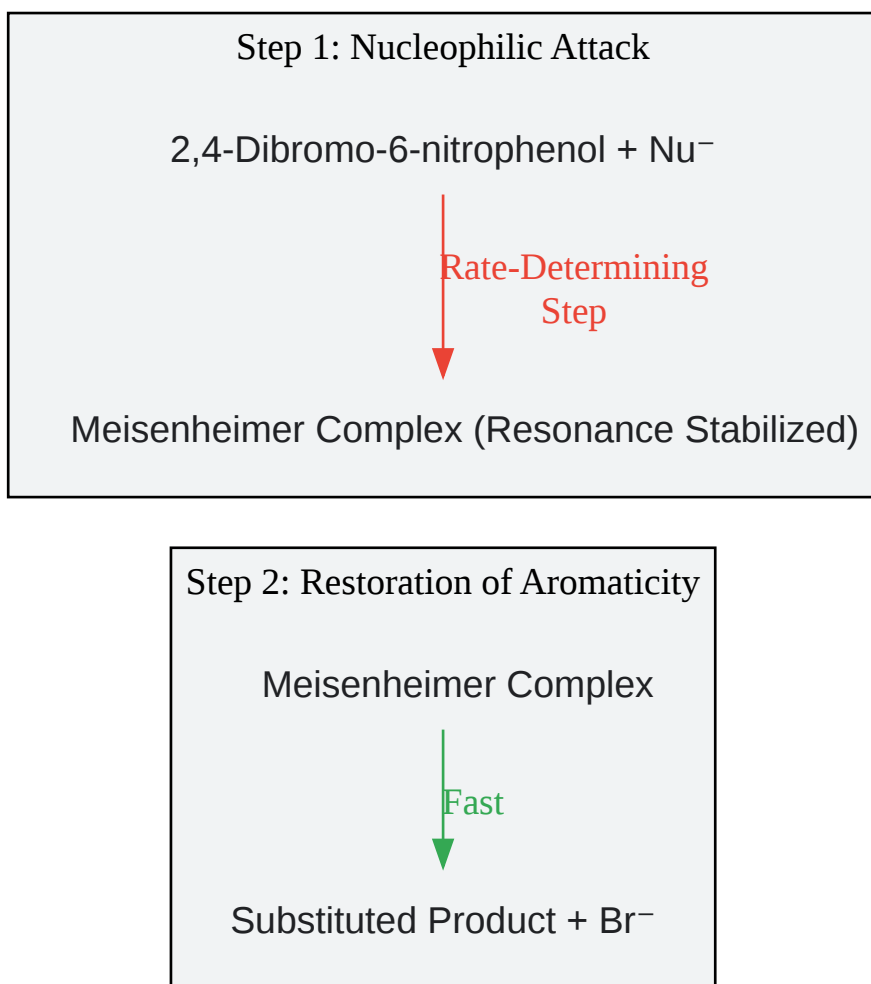 Step 1: Nucleophilic Attack
2,4-Dibromo-6-nitrophenol + Nu⁻
Rate-Determining
Step
Meisenheimer Complex (Resonance Stabilized)
Step 2: Restoration of Aromaticity
Meisenheimer Complex
Fast
Substituted Product + Br⁻